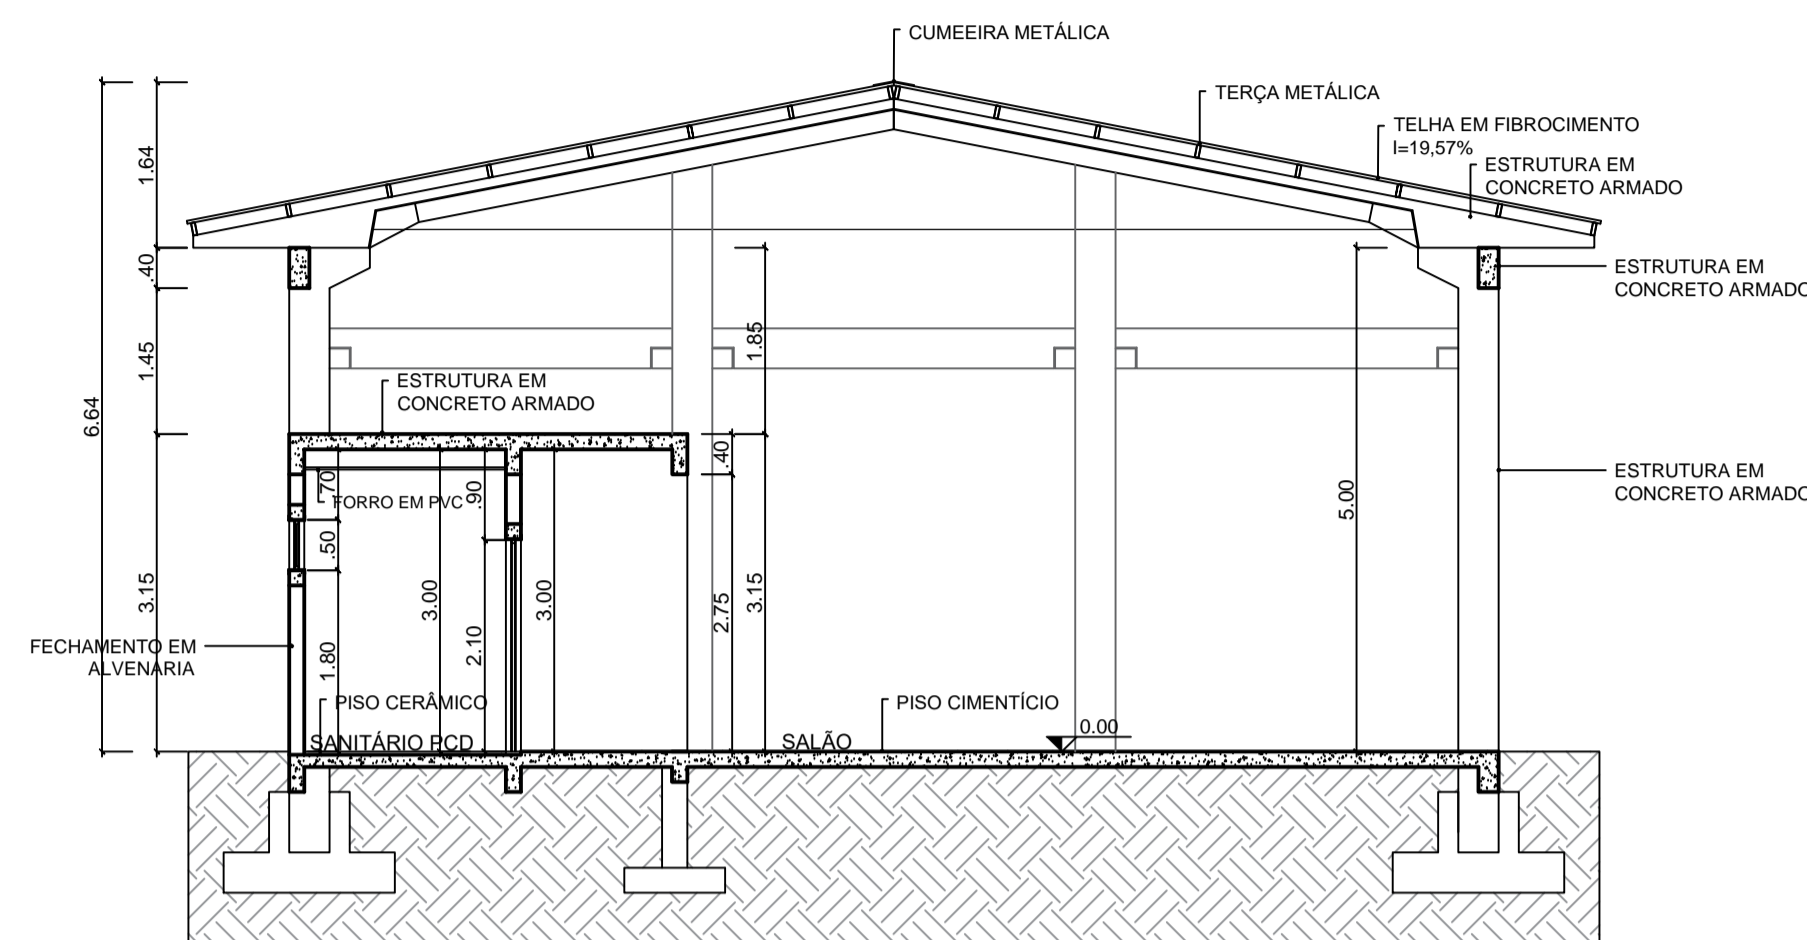 CUMEEIRA METÁLICA
TERÇA METÁLICA
TELHA EM FIBROCIMENTO
I=19,57%
ESTRUTURA EM
CONCRETO ARMADO
1.64
.40
ESTRUTURA EM
CONCRETO ARMADO
1.45
1.85
6.64
ESTRUTURA EM
CONCRETO ARMADO
.40
.70
FORRO EM PVC
.90
5.00
ESTRUTURA EM
CONCRETO ARMADO
.50
3.15
3.00
3.00
2.75
3.15
FECHAMENTO EM
ALVENARIA
1.80
2.10
PISO CERÂMICO
PISO CIMENTÍCIO
0.00
SANITÁRIO PCD
SALÃO